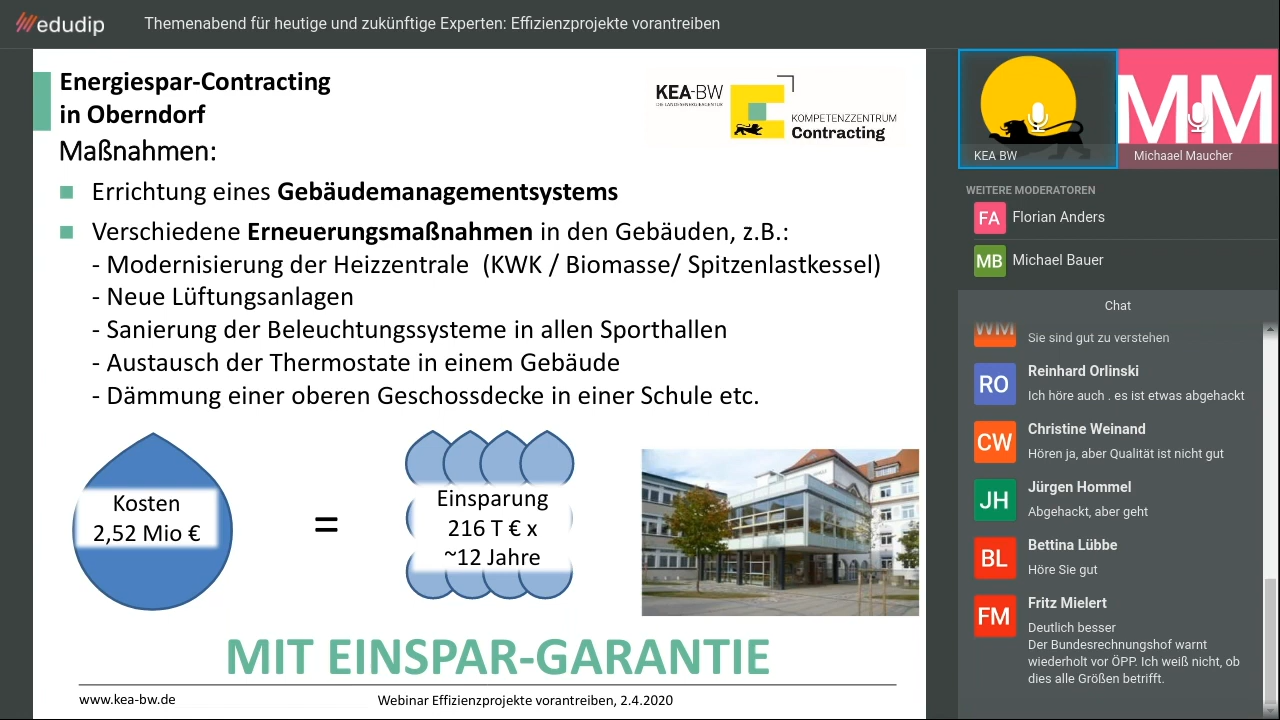 edudip
Themenabend für heutige und zukünftige Experten: Effizienzprojekte vorantreiben
Energiespar-Contracting
in Oberndorf
Maßnahmen:
KEA-BW
DIE LANDESENERGIEAGENTUR
KOMPETENZZENTRUM
Contracting
Errichtung eines Gebäudemanagementsystems
Verschiedene Erneuerungsmaßnahmen in den Gebäuden, z.B.:
- Modernisierung der Heizzentrale (KWK / Biomasse/ Spitzenlastkessel)
- Neue Lüftungsanlagen
- Sanierung der Beleuchtungssysteme in allen Sporthallen
- Austausch der Thermostate in einem Gebäude
- Dämmung einer oberen Geschossdecke in einer Schule etc.
Kosten
2,52 Mio €
=
Einsparung
216 T € x
~12 Jahre
MIT EINSPAR-GARANTIE
www.kea-bw.de
Webinar Effizienzprojekte vorantreiben, 2.4.2020
KEA BW
MM
Michaael Maucher
WEITERE MODERATOREN
FA
Florian Anders
MB
Michael Bauer
Chat
WM
Sie sind gut zu verstehen
RO
Reinhard Orlinski
Ich höre auch . es ist etwas abgehackt
CW
Christine Weinand
Hören ja, aber Qualität ist nicht gut
JH
Jürgen Hommel
Abgehackt, aber geht
BL
Bettina Lübbe
Höre Sie gut
FM
Fritz Mielert
Deutlich besser
Der Bundesrechnungshof warnt
wiederholt vor ÖPP. Ich weiß nicht, ob
dies alle Größen betrifft.